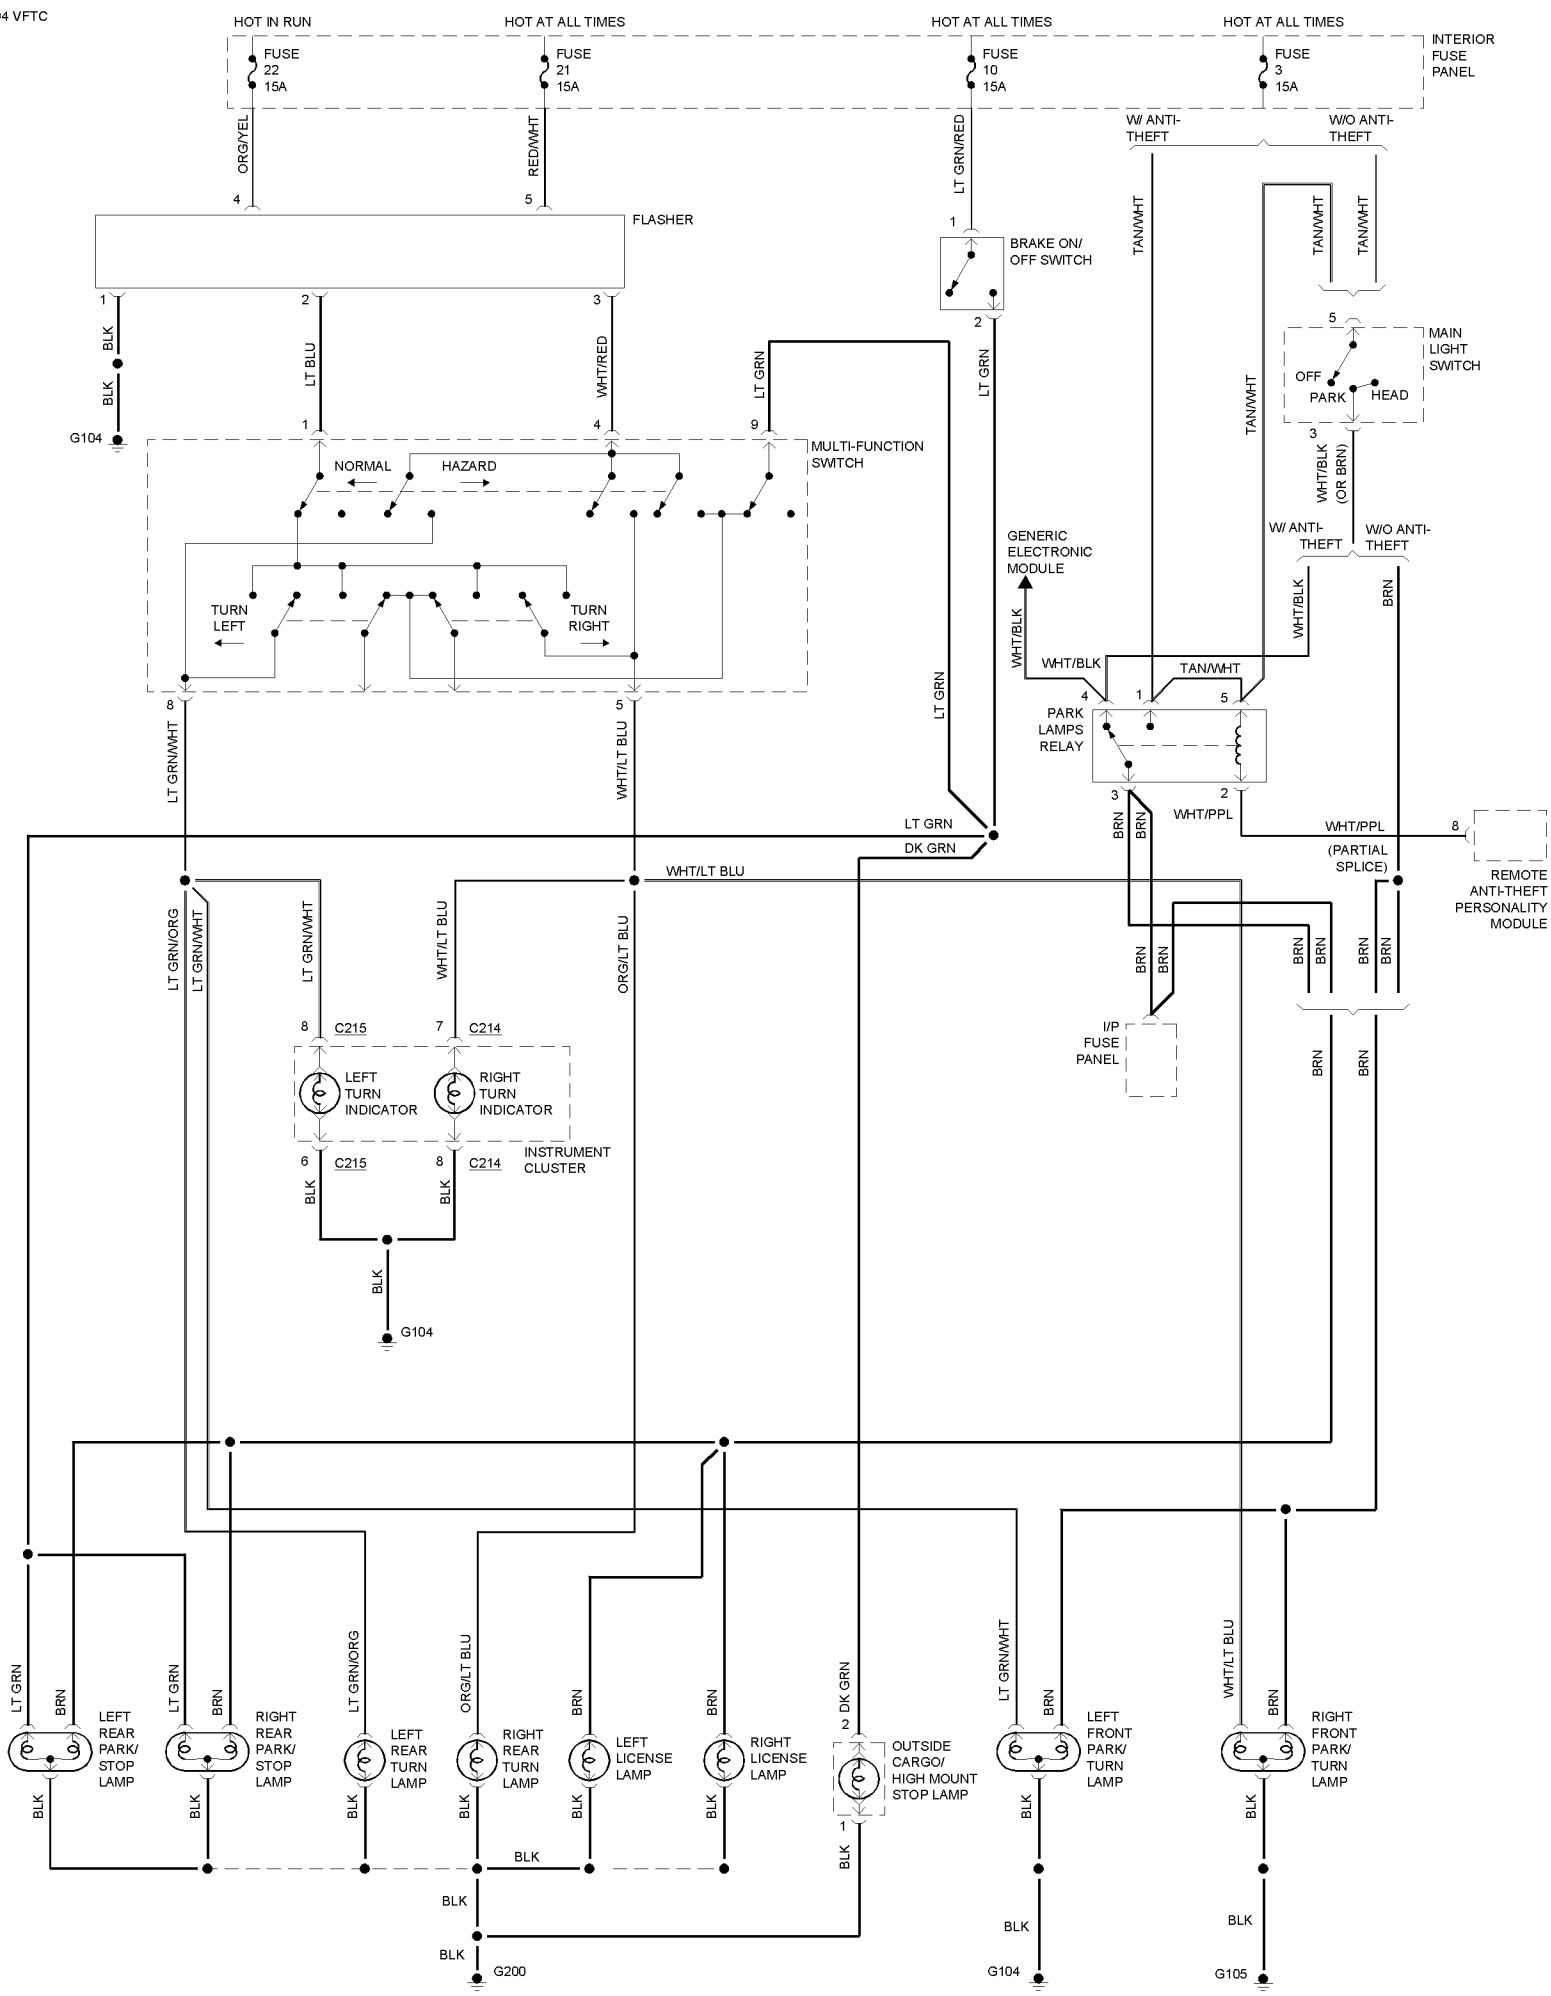 04 VFTC
HOT IN RUN
HOT AT ALL TIMES
HOT AT ALL TIMES
HOT AT ALL TIMES
FUSE
22
15A
FUSE
21
15A
FUSE
10
15A
FUSE
3
15A
INTERIOR
FUSE
PANEL
ORG/YEL
RED/WHT
LT GRN/RED
W/ ANTI-
THEFT
W/O ANTI-
THEFT
TAN/WHT
TAN/WHT
TAN/WHT
4
5
FLASHER
1
BRAKE ON/
OFF SWITCH
1
2
3
2
BLK
BLK
G104
LT BLU
WHT/RED
LT GRN
LT GRN
5
MAIN
LIGHT
SWITCH
OFF
PARK
HEAD
TAN/WHT
3
WHT/BLK
(OR BRN)
1
4
9
MULTI-FUNCTION
SWITCH
NORMAL
HAZARD
TURN
LEFT
TURN
RIGHT
GENERIC
ELECTRONIC
MODULE
W/ ANTI-
THEFT
W/O ANTI-
THEFT
WHT/BLK
WHT/BLK
BRN
WHT/BLK
TAN/WHT
4
1
5
PARK
LAMPS
RELAY
8
5
LT GRN/WHT
WHT/LT BLU
LT GRN
3
2
BRN
BRN
WHT/PPL
WHT/PPL
8
(PARTIAL
SPLICE)
REMOTE
ANTI-THEFT
PERSONALITY
MODULE
LT GRN
DK GRN
WHT/LT BLU
LT GRN/ORG
LT GRN/WHT
LT GRN/WHT
WHT/LT BLU
ORG/LT BLU
BRN
BRN
BRN
BRN
BRN
BRN
I/P
FUSE
PANEL
BRN
BRN
8
C215
7
C214
LEFT
TURN
INDICATOR
RIGHT
TURN
INDICATOR
INSTRUMENT
CLUSTER
6
C215
8
C214
BLK
BLK
BLK
G104
LT GRN
BRN
LT GRN
BRN
LT GRN/ORG
ORG/LT BLU
BRN
BRN
DK GRN
LT GRN/WHT
BRN
WHT/LT BLU
BRN
LEFT
REAR
PARK/
STOP
LAMP
RIGHT
REAR
PARK/
STOP
LAMP
LEFT
REAR
TURN
LAMP
RIGHT
REAR
TURN
LAMP
LEFT
LICENSE
LAMP
RIGHT
LICENSE
LAMP
2
OUTSIDE
CARGO/
HIGH MOUNT
STOP LAMP
1
LEFT
FRONT
PARK/
TURN
LAMP
RIGHT
FRONT
PARK/
TURN
LAMP
BLK
BLK
BLK
BLK
BLK
BLK
BLK
BLK
BLK
BLK
BLK
BLK
BLK
BLK
G200
G104
G105